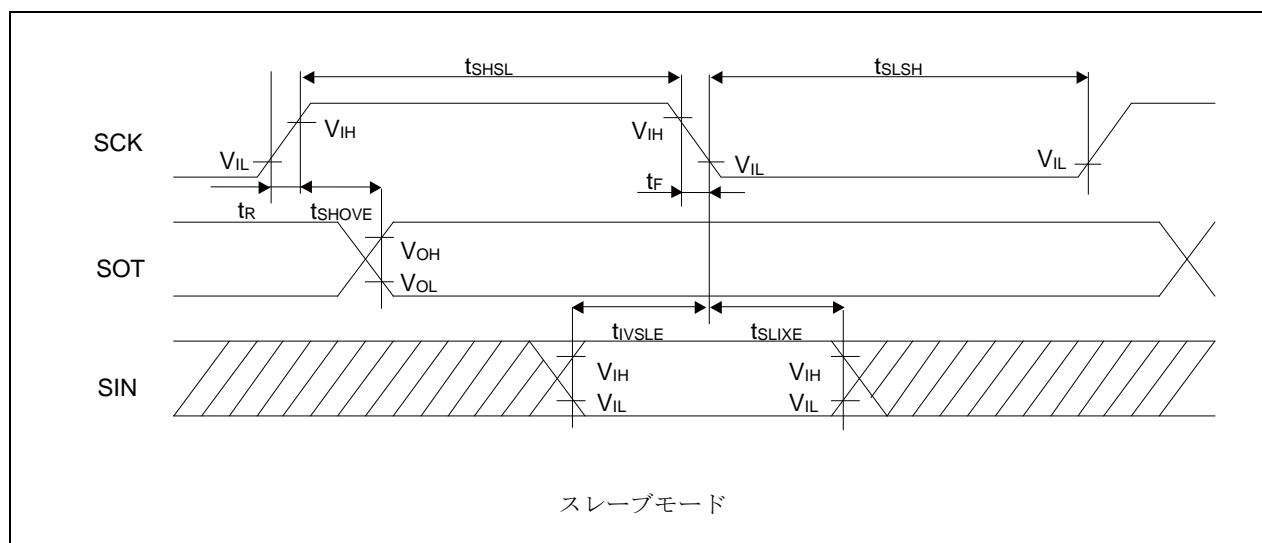 tSHSL
tSLSH
SCK
VIH
VIH
VIL
VIL
VIL
tF
tR
tSHOVE
SOT
VOH
VOL
tIVSLE
tSLIXE
SIN
VIH
VIH
VIL
VIL
スレーブモード